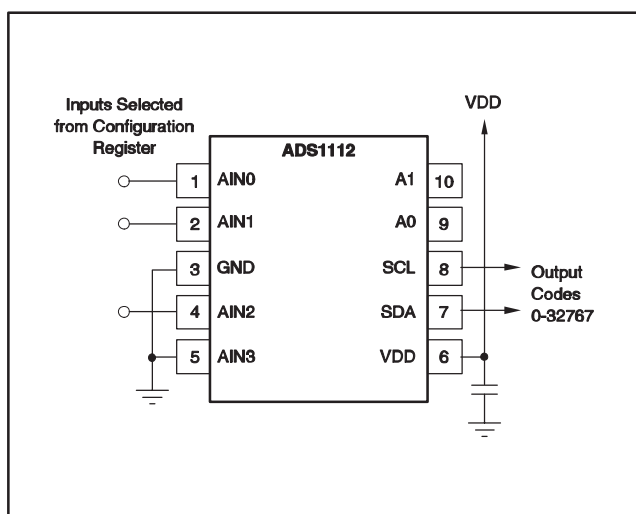 Inputs Selected
from Configuration
Register
VDD
ADS1112
1 AIN0
A1 10
2 AIN1
A0 9
3 GND
SCL 8
4 AIN2
SDA 7
5 AIN3
VDD 6
Output
Codes
0-32767